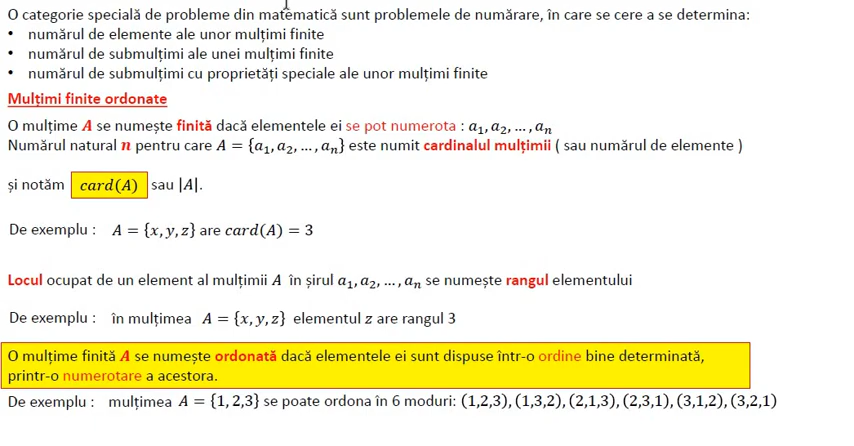 O categorie specială de probleme din matematică sunt problemele de numărare, în care se cere a se determina:
• numărul de elemente ale unor mulțimi finite
• numărul de submulțimi ale unei mulțimi finite
• numărul de submulțimi cu proprietăți speciale ale unor mulțimi finite
Mulțimi finite ordonate
O mulțime A se numește finită dacă elementele ei se pot numerota : a₁, a₂, … , aₙ
Numărul natural n pentru care A = {a₁, a₂, … , aₙ} este numit cardinalul mulțimii ( sau numărul de elemente )
și notăm card(A) sau |A|.
De exemplu : A = {x, y, z} are card(A) = 3
Locul ocupat de un element al mulțimii A în șirul a₁, a₂, … , aₙ se numește rangul elementului
De exemplu : în mulțimea A = {x, y, z} elementul z are rangul 3
O mulțime finită A se numește ordonată dacă elementele ei sunt dispuse într-o ordine bine determinată,
printr-o numerotare a acestora.
De exemplu : mulțimea A = {1, 2,3} se poate ordona în 6 moduri: (1,2,3), (1,3,2), (2,1,3), (2,3,1), (3,1,2), (3,2,1)